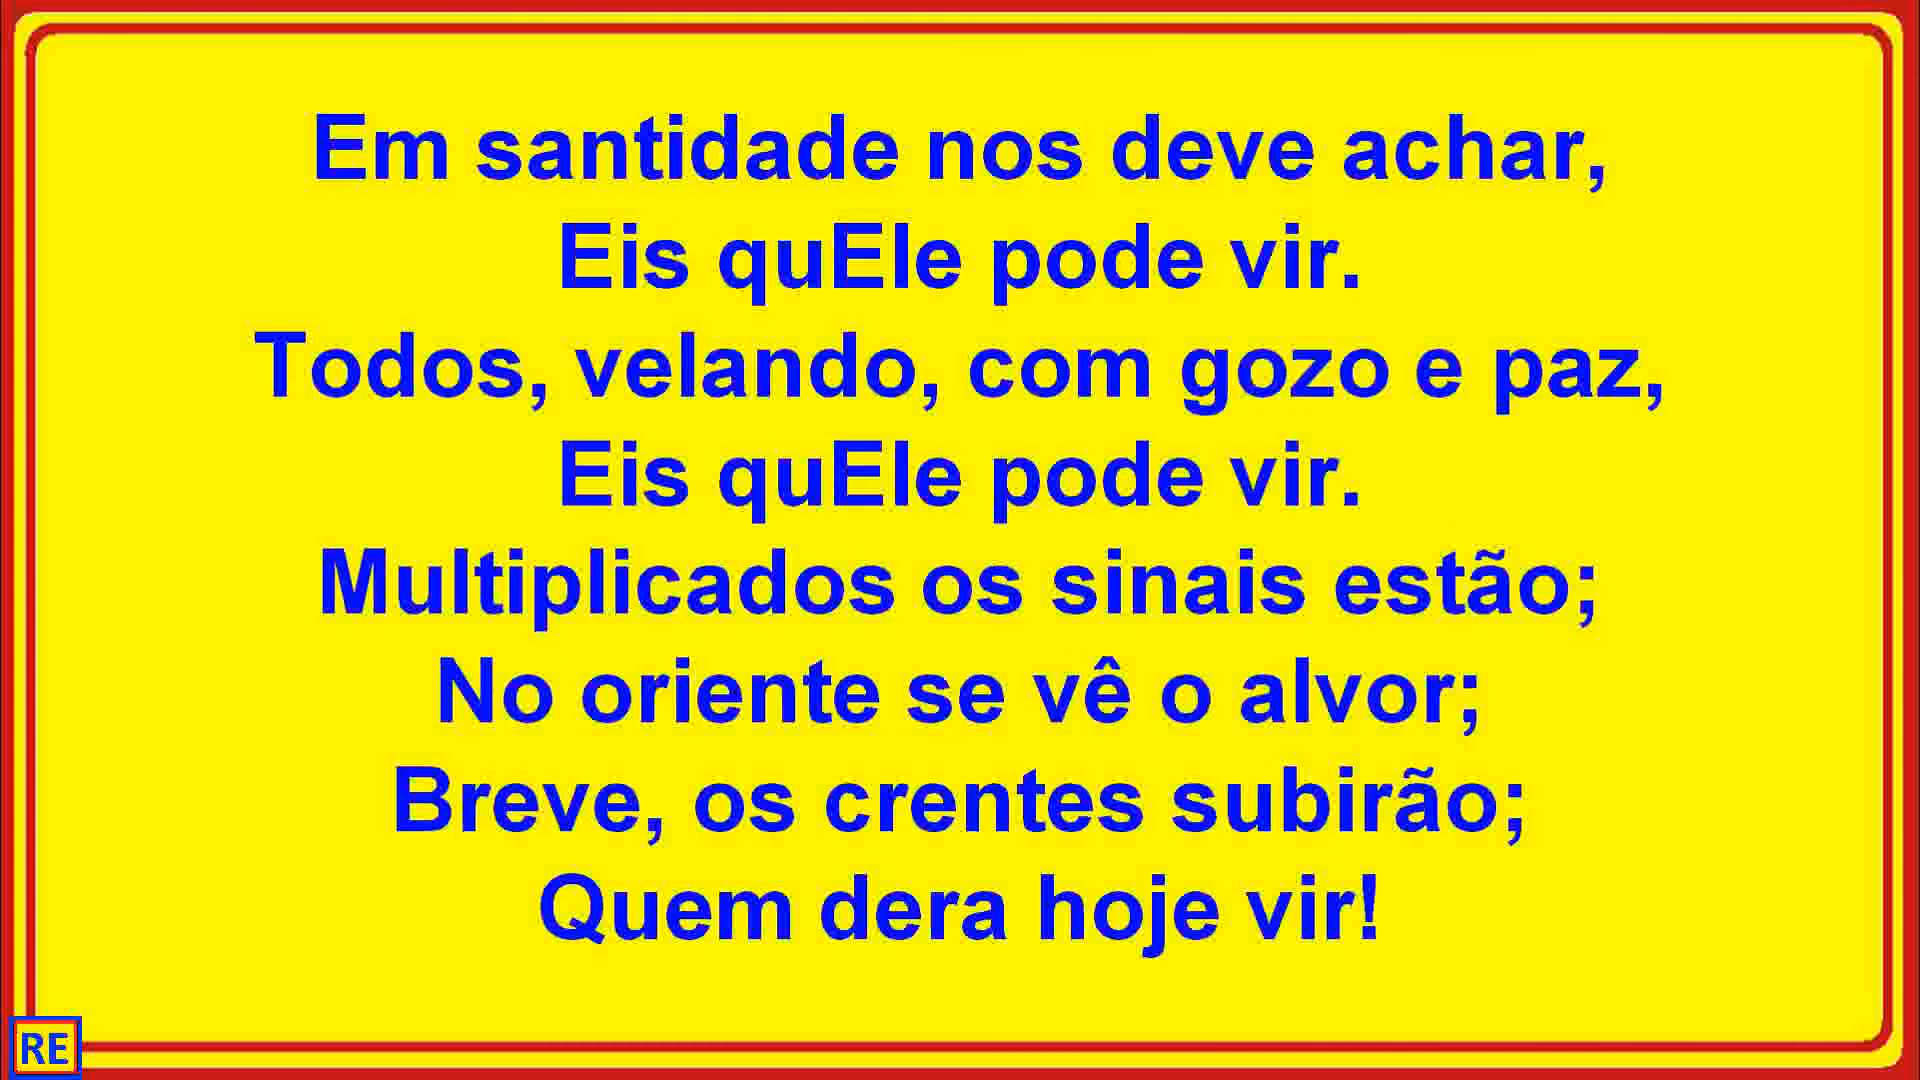 Em santidade nos deve achar,
Eis quEle pode vir.
Todos, velando, com gozo e paz,
Eis quEle pode vir.
Multiplicados os sinais estão;
No oriente se vê o alvor;
Breve, os crentes subirão;
Quem dera hoje vir!
RE